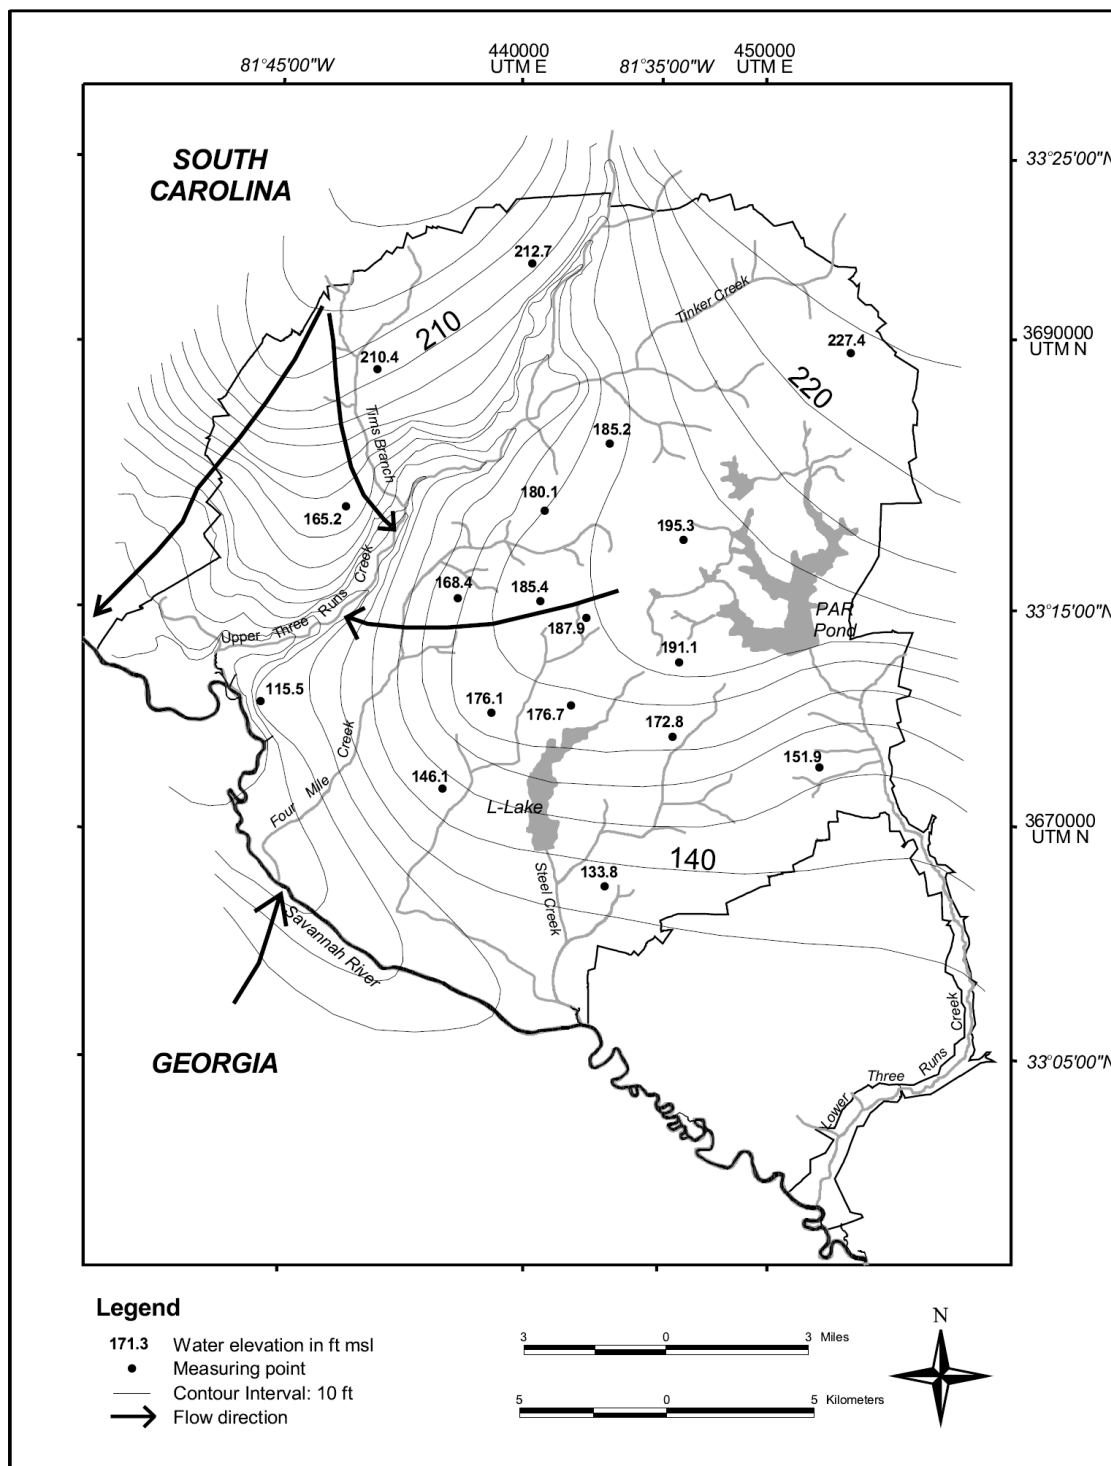 81°45'00"W
440000
UTM E
81°35'00"W
450000
UTM E
SOUTH
CAROLINA
33°25'00"N
212.7
Tinker Creek
210
3690000
UTM N
227.4
210.4
220
Tims Branch
185.2
180.1
165.2
195.3
Creek
168.4
185.4
Runs
PAR
Pond
33°15'00"N
187.9
Three
Upper
191.1
115.5
176.1
176.7
172.8
Creek
151.9
146.1
Mile
L-Lake
Four
3670000
UTM N
140
133.8
Steel Creek
Savannah River
Creek
GEORGIA
33°05'00"N
Runs
Three
Lower
Legend
171.3 Water elevation in ft msl
Measuring point
Contour Interval: 10 ft
Flow direction
3 0 3 Miles
5 0 5 Kilometers
N